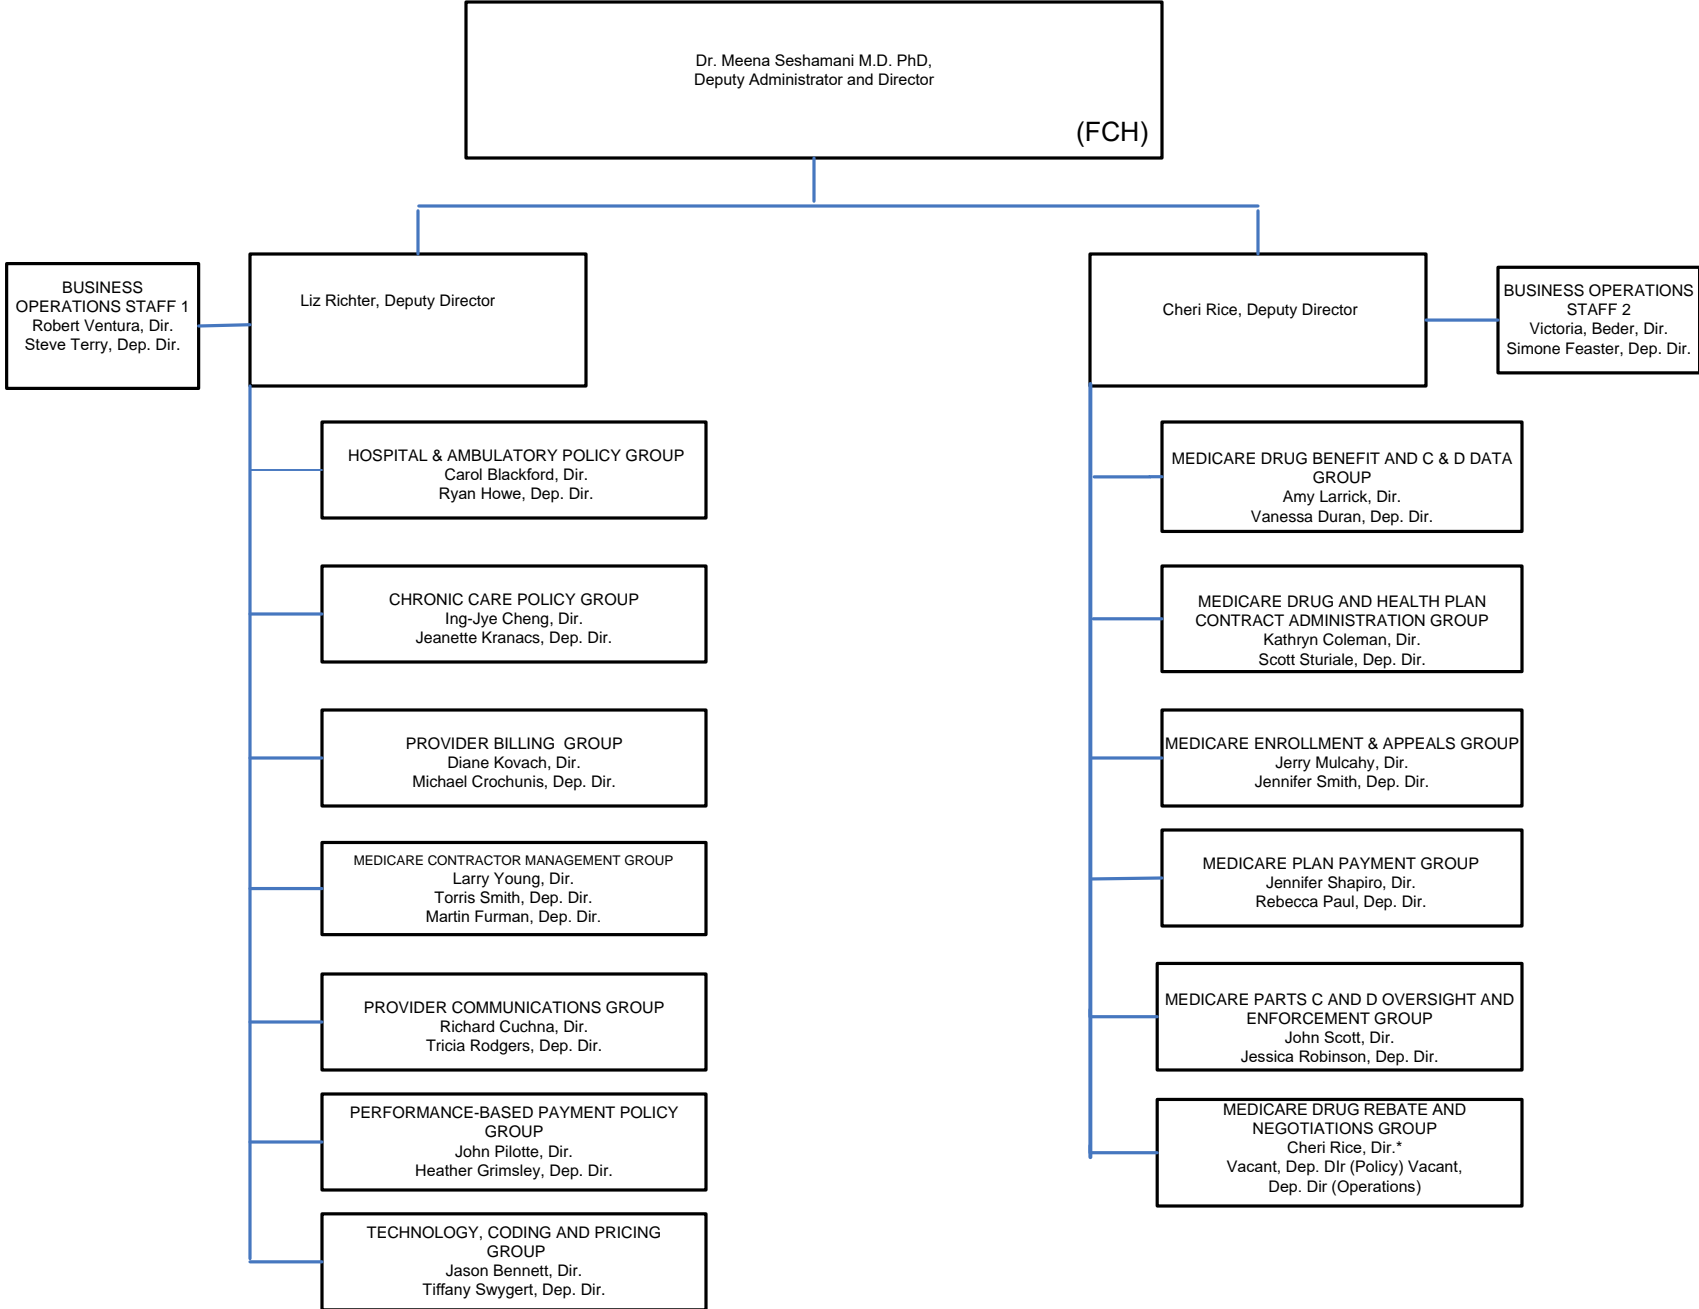 Dr. Meena Seshamani M.D. PhD,
Deputy Administrator and Director
(FCH)
BUSINESS
OPERATIONS STAFF 1
Robert Ventura, Dir.
Steve Terry, Dep. Dir.
Liz Richter, Deputy Director
Cheri Rice, Deputy Director
BUSINESS OPERATIONS
STAFF 2
Victoria, Beder, Dir.
Simone Feaster, Dep. Dir.
HOSPITAL & AMBULATORY POLICY GROUP
Carol Blackford, Dir.
Ryan Howe, Dep. Dir.
CHRONIC CARE POLICY GROUP
Ing-Jye Cheng, Dir.
Jeanette Kranacs, Dep. Dir.
PROVIDER BILLING  GROUP
Diane Kovach, Dir.
Michael Crochunis, Dep. Dir.
MEDICARE CONTRACTOR MANAGEMENT GROUP
Larry Young, Dir.
Torris Smith, Dep. Dir.
Martin Furman, Dep. Dir.
PROVIDER COMMUNICATIONS GROUP
Richard Cuchna, Dir.
Tricia Rodgers, Dep. Dir.
PERFORMANCE-BASED PAYMENT POLICY
GROUP
John Pilotte, Dir.
Heather Grimsley, Dep. Dir.
TECHNOLOGY, CODING AND PRICING
GROUP
Jason Bennett, Dir.
Tiffany Swygert, Dep. Dir.
MEDICARE DRUG BENEFIT AND C & D DATA
GROUP
Amy Larrick, Dir.
Vanessa Duran, Dep. Dir.
MEDICARE DRUG AND HEALTH PLAN
CONTRACT ADMINISTRATION GROUP
Kathryn Coleman, Dir.
Scott Sturiale, Dep. Dir.
MEDICARE ENROLLMENT & APPEALS GROUP
Jerry Mulcahy, Dir.
Jennifer Smith, Dep. Dir.
MEDICARE PLAN PAYMENT GROUP
Jennifer Shapiro, Dir.
Rebecca Paul, Dep. Dir.
MEDICARE PARTS C AND D OVERSIGHT AND
ENFORCEMENT GROUP
John Scott, Dir.
Jessica Robinson, Dep. Dir.
MEDICARE DRUG REBATE AND
NEGOTIATIONS GROUP
Cheri Rice, Dir.*
Vacant, Dep. DIr (Policy) Vacant,
Dep. Dir (Operations)